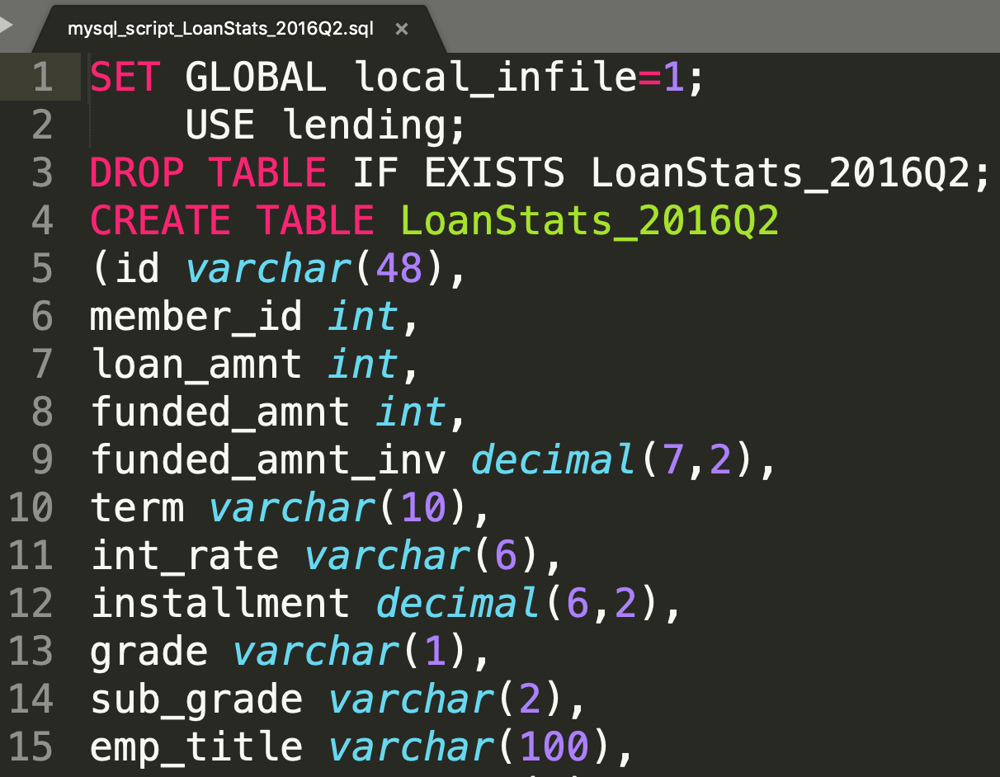 mysql_script_LoanStats_2016Q2.sql ×
1 SET GLOBAL local_infile=1;
2     USE lending;
3 DROP TABLE IF EXISTS LoanStats_2016Q2;
4 CREATE TABLE LoanStats_2016Q2
5 (id varchar(48),
6 member_id int,
7 loan_amnt int,
8 funded_amnt int,
9 funded_amnt_inv decimal(7,2),
10 term varchar(10),
11 int_rate varchar(6),
12 installment decimal(6,2),
13 grade varchar(1),
14 sub_grade varchar(2),
15 emp_title varchar(100),